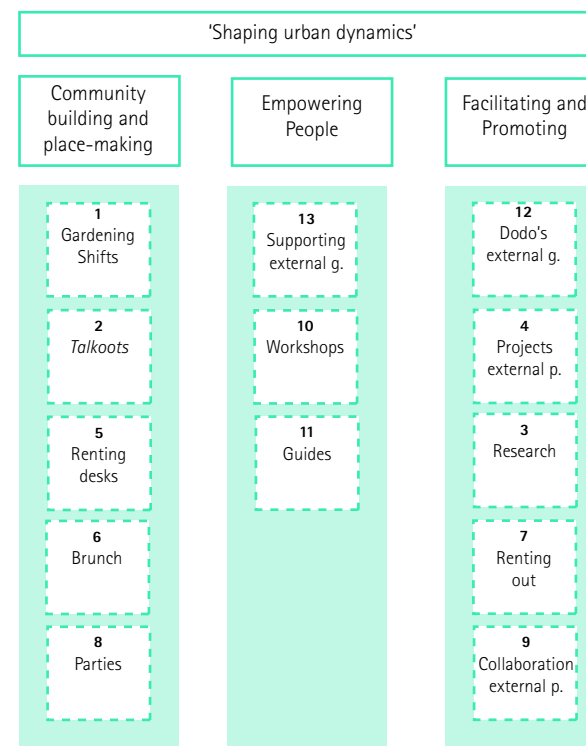 ‘Shaping urban dynamics’
Community
building and
place-making
Empowering
People
Facilitating and
Promoting
1
Gardening
Shifts
2
Talkoots
5
Renting
desks
6
Brunch
8
Parties
13
Supporting
external g.
10
Workshops
11
Guides
12
Dodo’s
external g.
4
Projects
external p.
3
Research
7
Renting
out
9
Collaboration
external p.